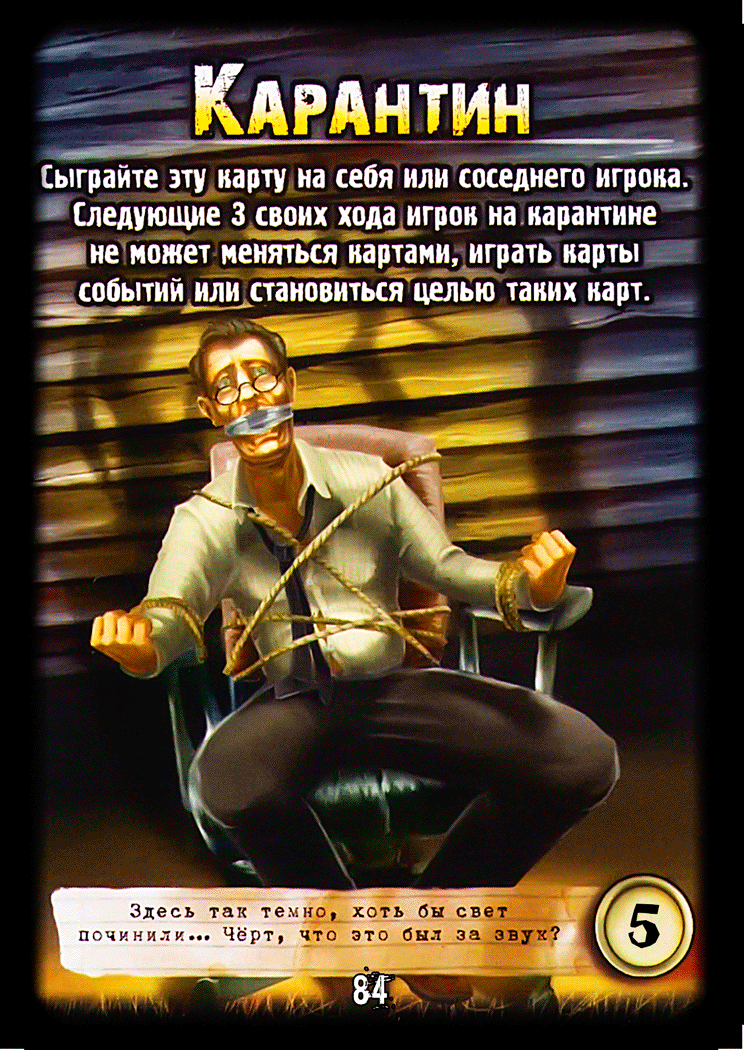 Карантин
Сыграйте эту карту на себя или соседнего игрока.
Следующие 3 своих хода игрок на карантине
не может меняться картами, играть карты
событий или становиться целью таких карт.
Здесь так темно, хоть бы свет
починили... Чёрт, что это был за звук?
5
84